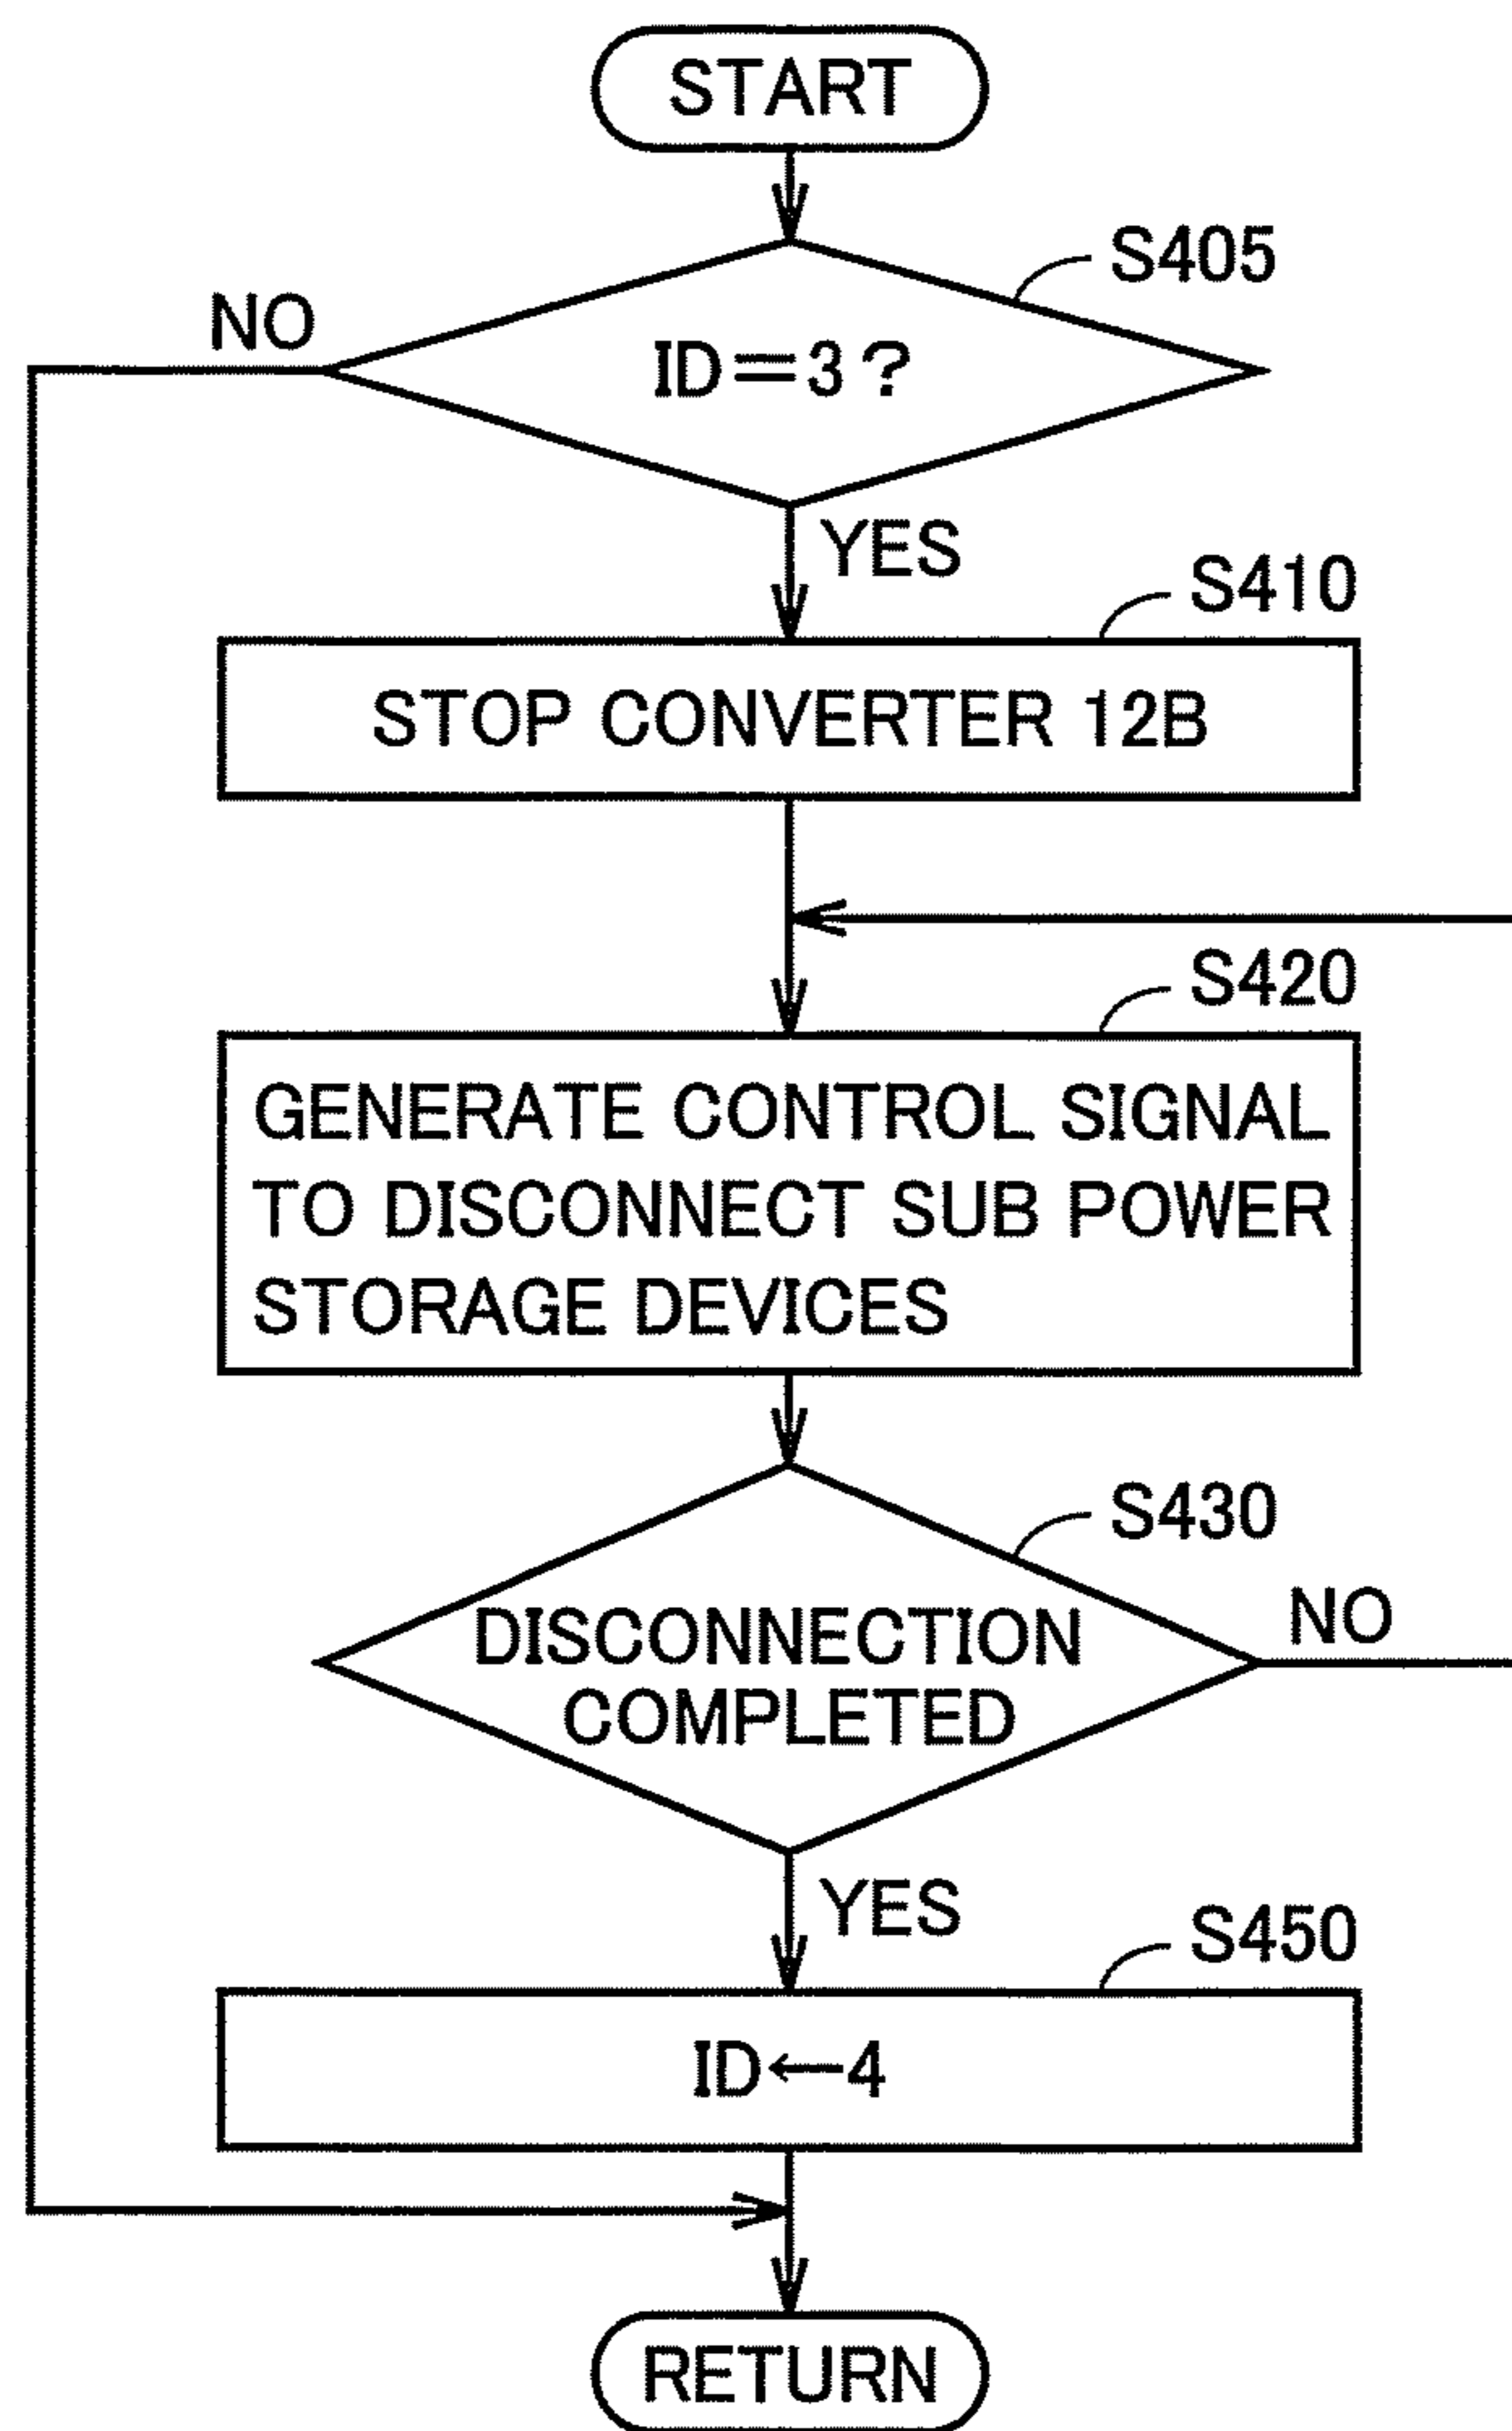 START
S405
NO
ID=3?
YES
S410
STOP CONVERTER 12B
S420
GENERATE CONTROL SIGNAL
TO DISCONNECT SUB POWER
STORAGE DEVICES
S430
NO
DISCONNECTION
COMPLETED
YES
S450
ID←4
RETURN